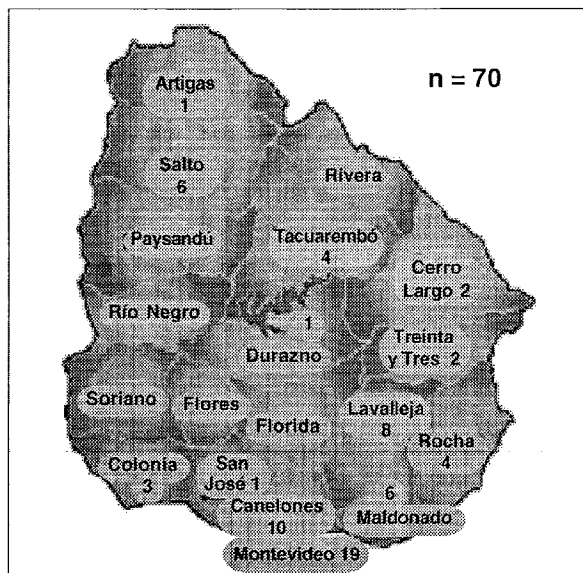 n = 70
Artigas
1
Salto
6
Rivera
Paysandú
Tacuarembó
4
Cerro
Largo 2
Río Negro
1
Durazno
Treinta
y Tres 2
Soriano
Flores
Florida
Lavalleja
8
Rocha
4
Colonia
3
San
José 1
6
Maldonado
Canelones
10
Montevideo 19